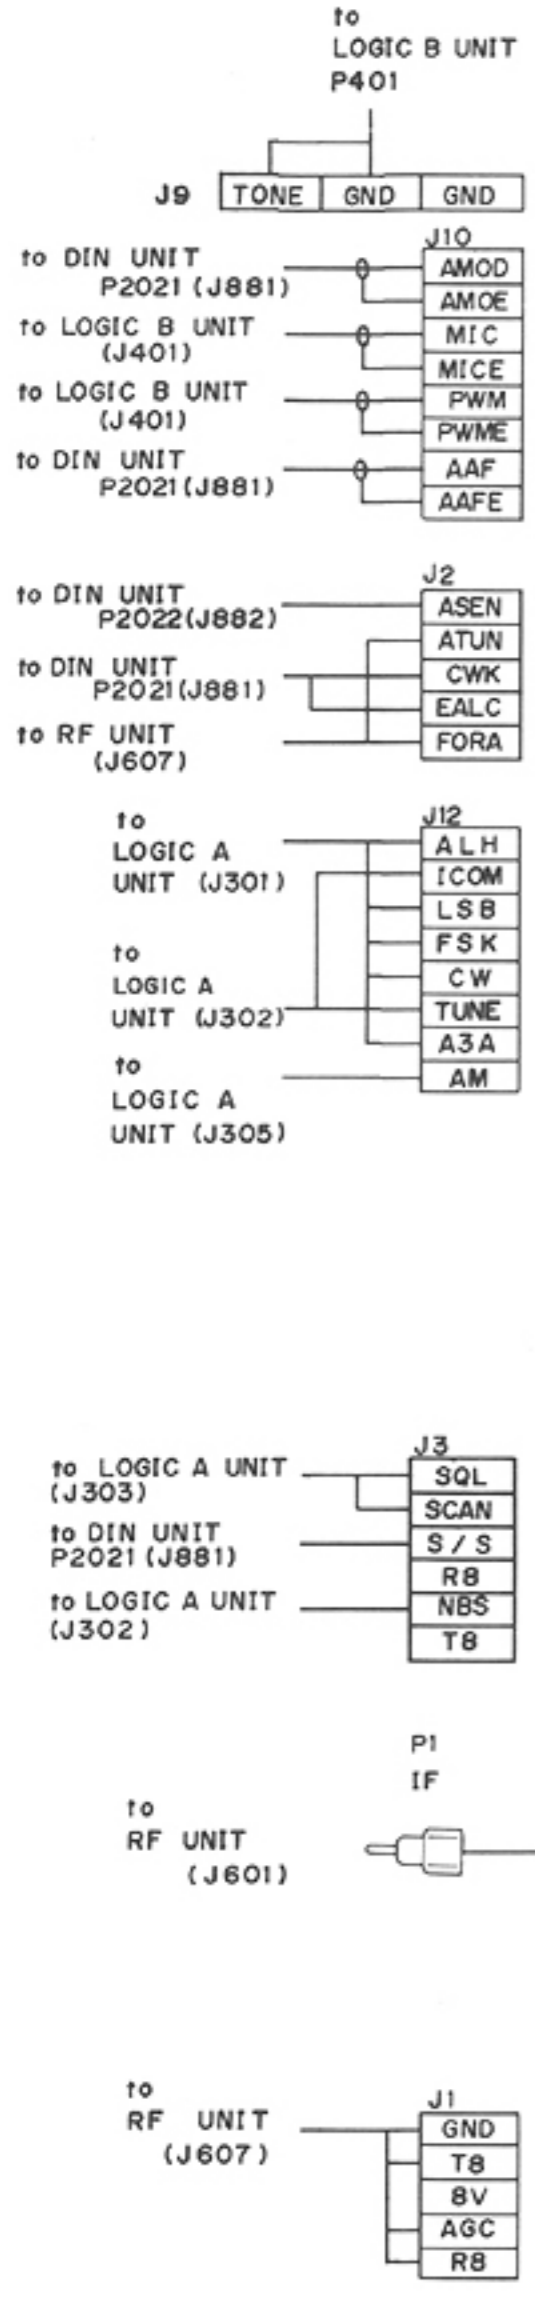 to
LOGIC B UNIT
P401
J9 TONE GND GND
J10
to DIN UNIT
P2021 (J881)
AMOD
AMOE
to LOGIC B UNIT
(J401)
MIC
MICE
to LOGIC B UNIT
(J401)
PWM
PWME
to DIN UNIT
P2021(J881)
AAF
AAFE
J2
to DIN UNIT
P2022(J882)
ASEN
ATUN
to DIN UNIT
P2021(J881)
CWK
EALC
to RF UNIT
(J607)
FORA
J12
to
LOGIC A
UNIT (J301)
ALH
ICOM
LSB
FSK
to
LOGIC A
UNIT (J302)
CW
TUNE
A3A
to
LOGIC A
UNIT (J305)
AM
J3
to LOGIC A UNIT
(J303)
SQL
SCAN
to DIN UNIT
P2021 (J881)
S/S
R8
to LOGIC A UNIT
(J302)
NBS
T8
P1
IF
to
RF UNIT
(J601)
to
RF UNIT
(J607)
J1
GND
T8
8V
AGC
R8